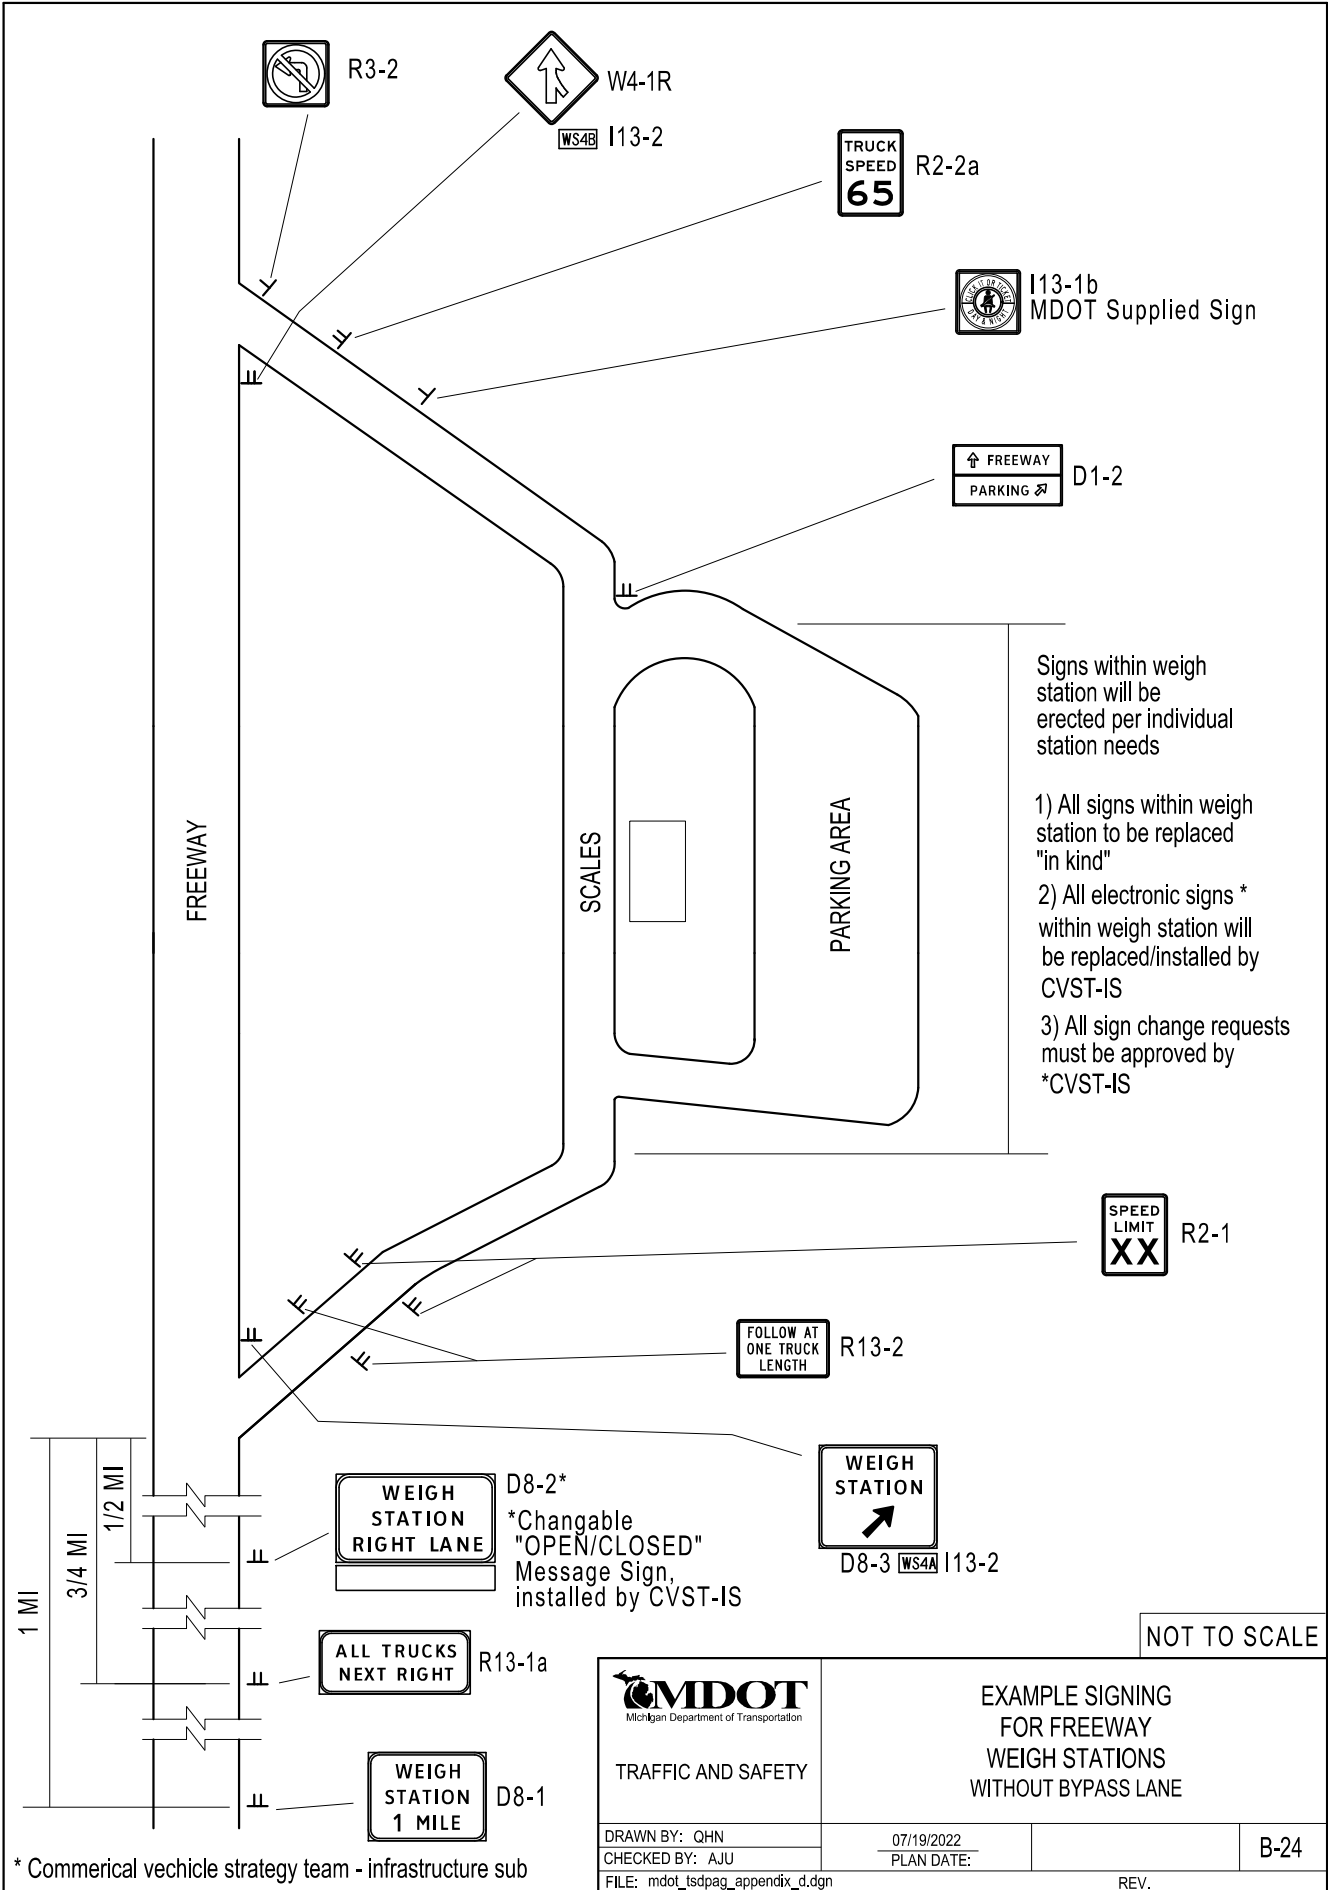 R3-2
W4-1R
WS4B I13-2
TRUCK
SPEED
65
R2-2a
CLICK IT OR TICKET
DAY & NIGHT
I13-1b
MDOT Supplied Sign
FREEWAY
PARKING
D1-2
Signs within weigh
station will be
erected per individual
station needs
1) All signs within weigh
station to be replaced
"in kind"
2) All electronic signs *
within weigh station will
be replaced/installed by
CVST-IS
3) All sign change requests
must be approved by
*CVST-IS
FREEWAY
SCALES
PARKING AREA
SPEED
LIMIT
XX
R2-1
FOLLOW AT
ONE TRUCK
LENGTH
R13-2
WEIGH
STATION
D8-3 WS4A I13-2
1 MI
3/4 MI
1/2 MI
WEIGH
STATION
RIGHT LANE
D8-2*
*Changable
"OPEN/CLOSED"
Message Sign,
installed by CVST-IS
ALL TRUCKS
NEXT RIGHT
R13-1a
WEIGH
STATION
1 MILE
D8-1
* Commerical vechicle strategy team - infrastructure sub
NOT TO SCALE
MDOT
Michigan Department of Transportation
TRAFFIC AND SAFETY
EXAMPLE SIGNING
FOR FREEWAY
WEIGH STATIONS
WITHOUT BYPASS LANE
DRAWN BY: QHN
CHECKED BY: AJU
07/19/2022
PLAN DATE:
B-24
FILE: mdot_tsdpag_appendix_d.dgn
REV.